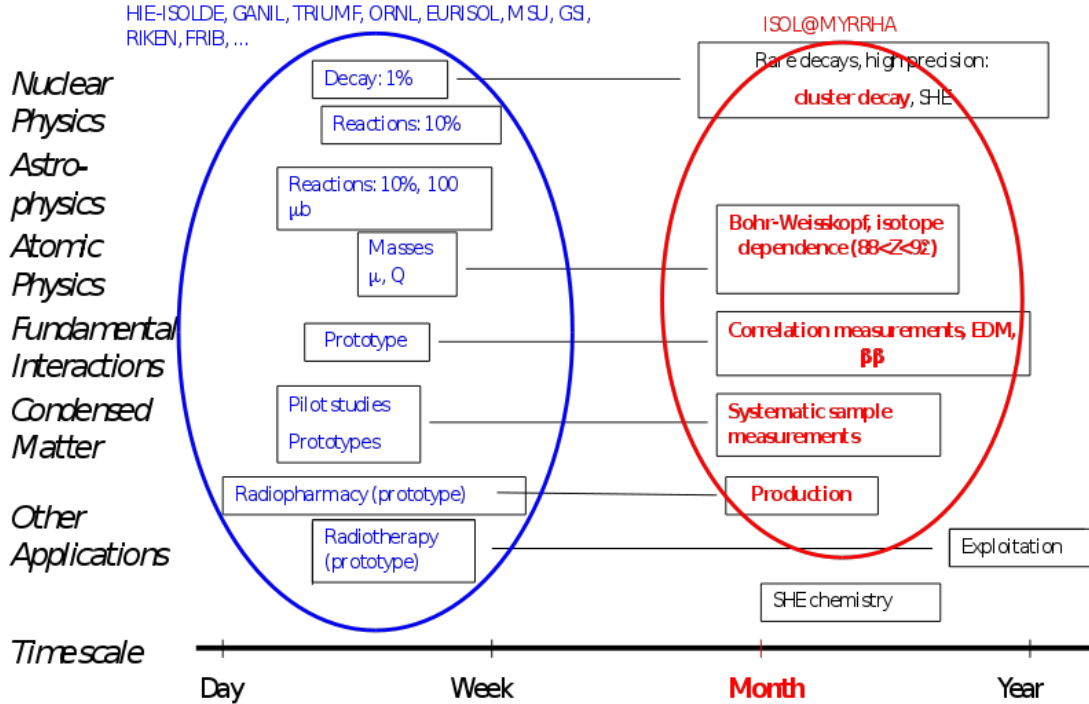 HIE-ISOLDE, GANIL, TRIUMF, ORNL, EURISOL, MSU, GSI,
RIKEN, FRIB, ...
ISOL@MYRRHA
Nuclear
Physics
Decay: 1%
Reactions: 10%
Rare decays, high precision:
cluster decay, SHE
Astro-
physics
Reactions: 10%, 100
μb
Atomic
Physics
Masses
μ, Q
Bohr-Weisskopf, isotope
dependence (88<Z<92)
Fundamental
Interactions
Prototype
Correlation measurements, EDM,
ββ
Condensed
Matter
Pilot studies
Prototypes
Systematic sample
measurements
Radiopharmacy (prototype)
Production
Other
Applications
Radiotherapy
(prototype)
Exploitation
SHE chemistry
Timescale
Day
Week
Month
Year